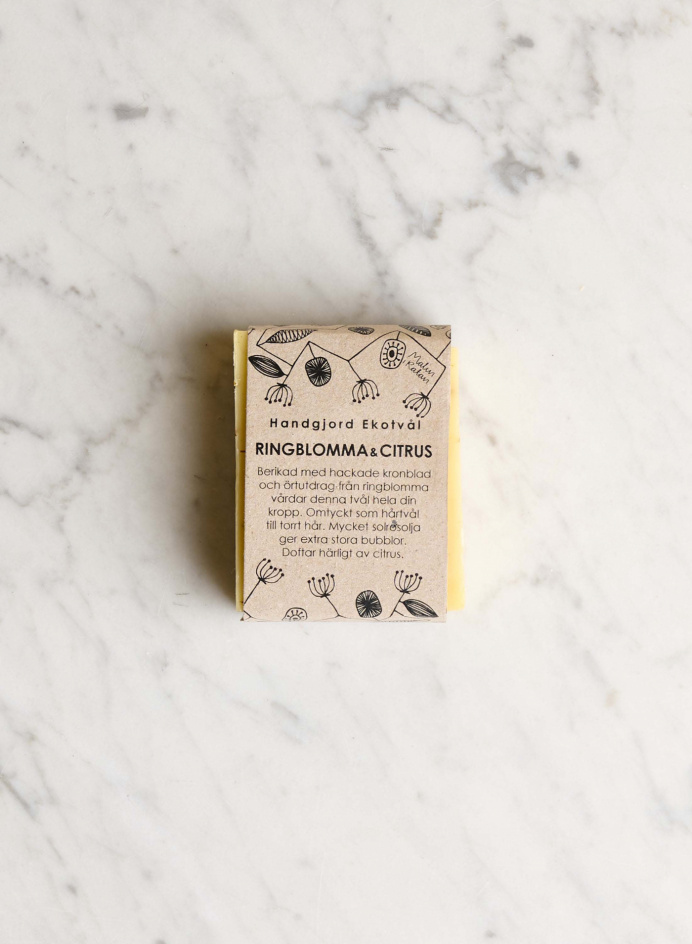 Malin
i Ratan
Handgjord Ekotvål
RINGBLOMMA & CITRUS
Berikad med hackade kronblad
och örtutdrag från ringblomma
vårdar denna tvål hela din
kropp. Omtyckt som hårtvål
till torrt hår. Mycket solrosolja
ger extra stora bubblor.
Doftar härligt av citrus.